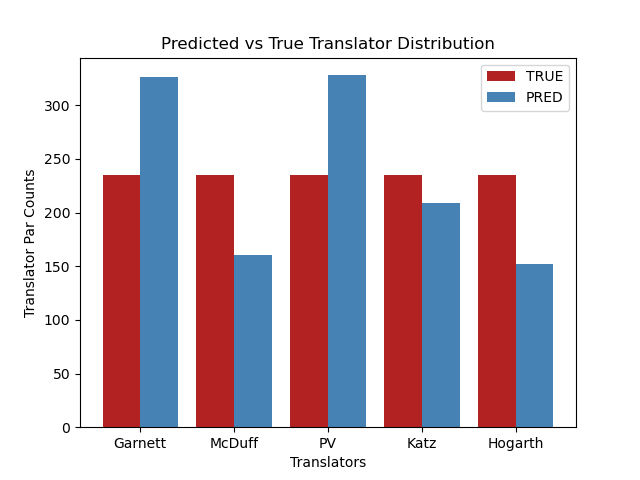 Predicted vs True Translator Distribution
TRUE
PRED
Translator Par Counts
300
250
200
150
100
50
0
Garnett McDuff PV Katz Hogarth
Translators